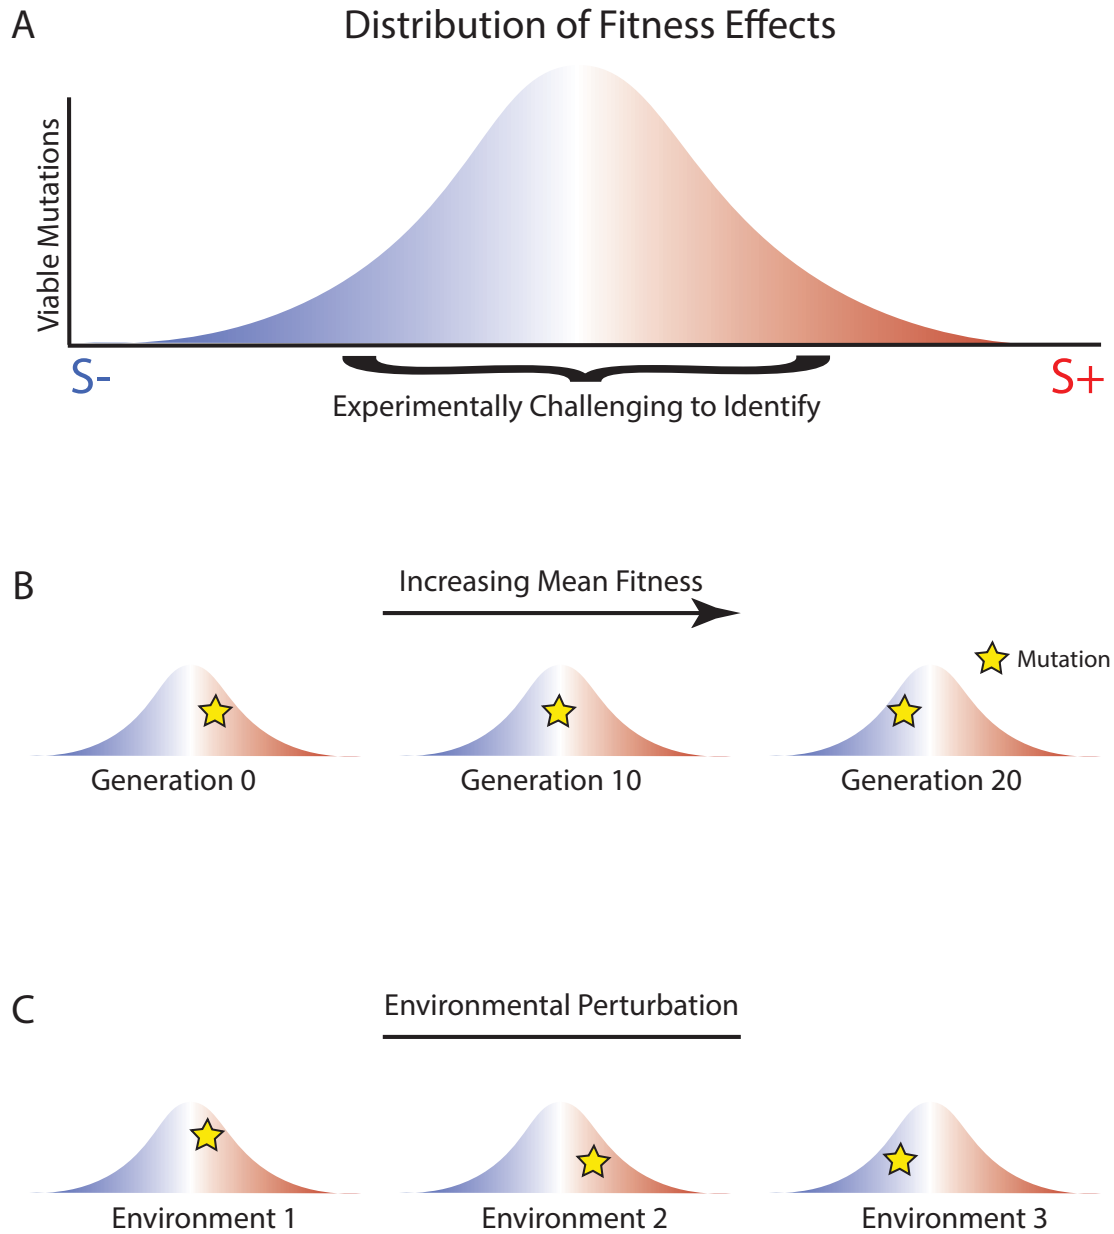 A
Distribution of Fitness Effects
Viable Mutations
S-
S+
Experimentally Challenging to Identify
B
Increasing Mean Fitness
Mutation
Generation 0
Generation 10
Generation 20
C
Environmental Perturbation
Environment 1
Environment 2
Environment 3